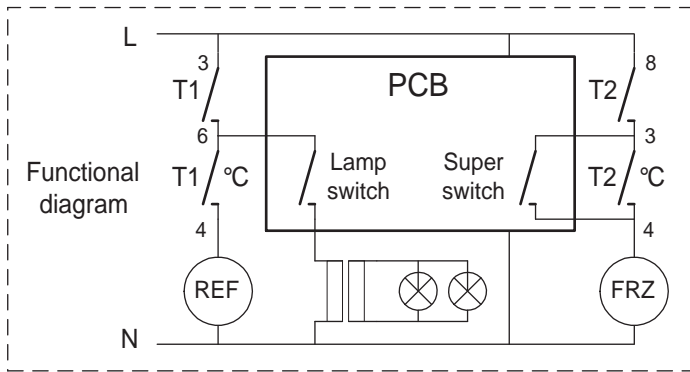 L
3
8
T1
PCB
T2
6
3
Functional
diagram
T1
℃
Lamp
switch
Super
switch
T2
℃
4
4
REF
FRZ
N